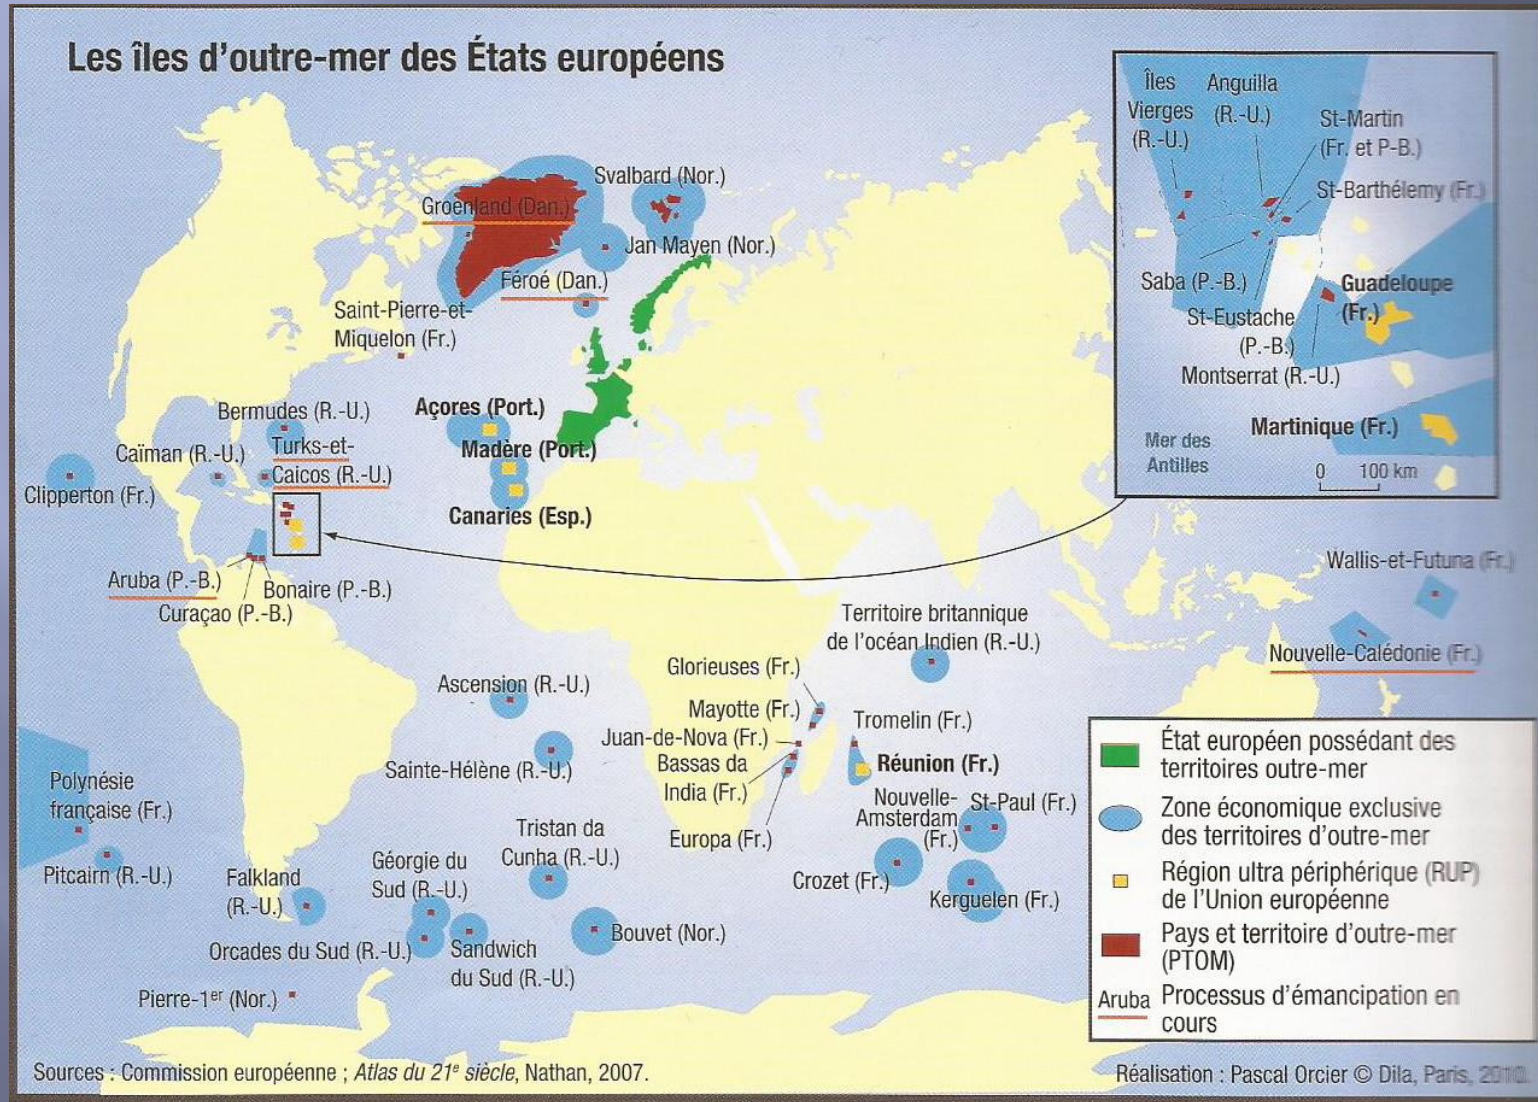 Les îles d'outre-mer des États européens
Îles
Vierges
(R.-U.)
Anguilla
(R.-U.)
St-Martin
(Fr. et P-B.)
St-Barthélemy (Fr.)
Saba (P.-B.)
St-Eustache
(P.-B.)
Montserrat (R.-U.)
Guadeloupe
(Fr.)
Martinique (Fr.)
Mer des
Antilles
0 100 km
Svalbard (Nor.)
Groenland (Dan.)
Jan Mayen (Nor.)
Féroé (Dan.)
Saint-Pierre-et-
Miquelon (Fr.)
Bermudes (R.-U.)
Açores (Port.)
Caïman (R.-U.)
Turks-et-
Caicos (R.-U.)
Madère (Port.)
Clipperton (Fr.)
Canaries (Esp.)
Aruba (P.-B.)
Bonaire (P.-B.)
Curaçao (P.-B.)
Wallis-et-Futuna (Fr.)
Territoire britannique
de l'océan Indien (R.-U.)
Nouvelle-Calédonie (Fr.)
Glorieuses (Fr.)
Ascension (R.-U.)
Mayotte (Fr.)
Tromelin (Fr.)
Juan-de-Nova (Fr.)
Bassas da
India (Fr.)
Réunion (Fr.)
Sainte-Hélène (R.-U.)
Polynésie
française (Fr.)
Nouvelle-
Amsterdam
(Fr.)
St-Paul (Fr.)
Europa (Fr.)
Tristan da
Cunha (R.-U.)
Pitcairn (R.-U.)
Falkland
(R.-U.)
Géorgie du
Sud (R.-U.)
Crozet (Fr.)
Kerguelen (Fr.)
Orcades du Sud (R.-U.)
Sandwich
du Sud (R.-U.)
Bouvet (Nor.)
Pierre-1er (Nor.)
État européen possédant des
territoires outre-mer
Zone économique exclusive
des territoires d'outre-mer
Région ultra périphérique (RUP)
de l'Union européenne
Pays et territoire d'outre-mer
(PTOM)
Aruba Processus d'émancipation en
cours
Sources : Commission européenne ; Atlas du 21e siècle, Nathan, 2007.
Réalisation : Pascal Orcier © Dila, Paris, 2010.